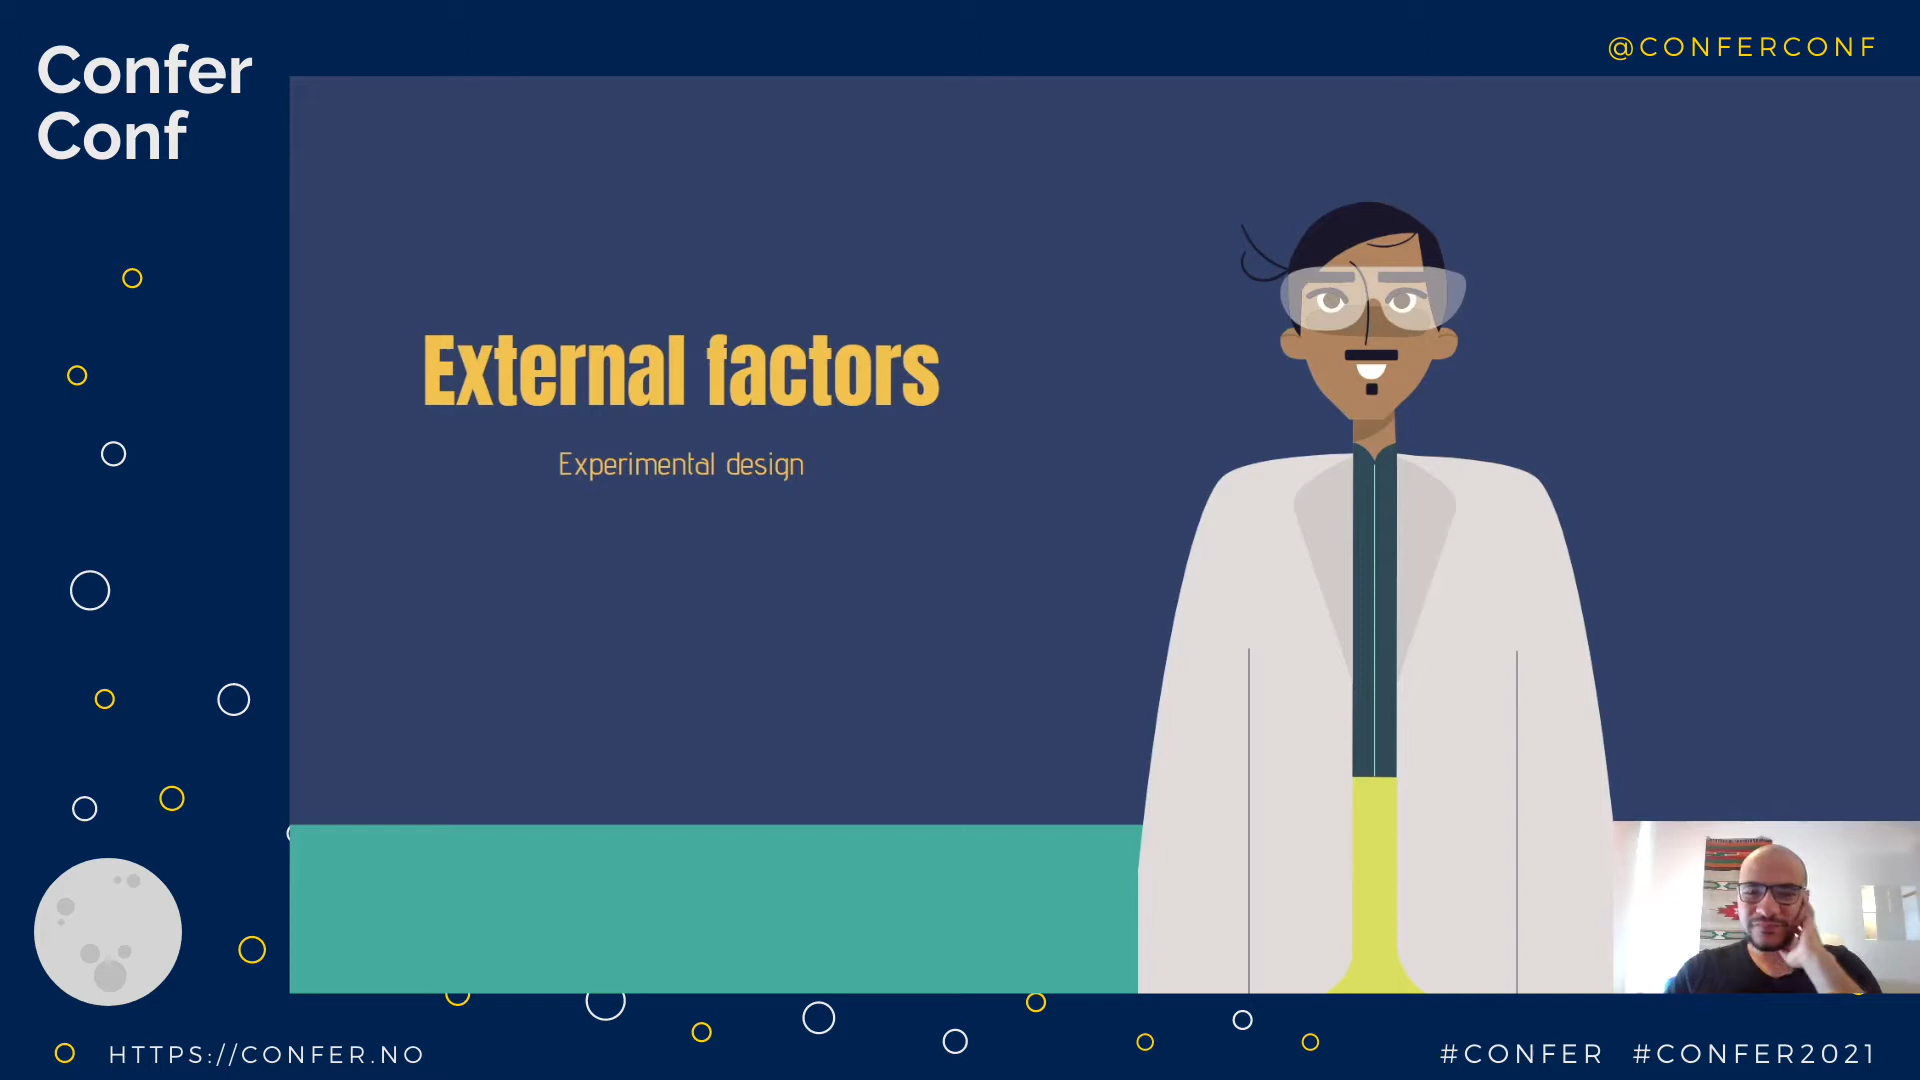 Confer
Conf
@CONFERCONF
External factors
Experimental design
HTTPS://CONFER.NO
#CONFER #CONFER2021